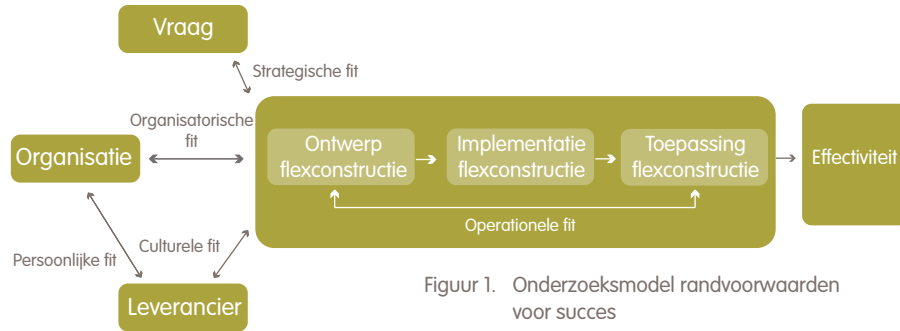 Vraag
Strategische fit
Organisatorische
fit
Organisatie
Ontwerp
flexconstructie
Implementatie
flexconstructie
Toepassing
flexconstructie
Effectiviteit
Operationele fit
Persoonlijke fit
Culturele fit
Leverancier
Figuur 1. Onderzoeksmodel randvoorwaarden
voor succes